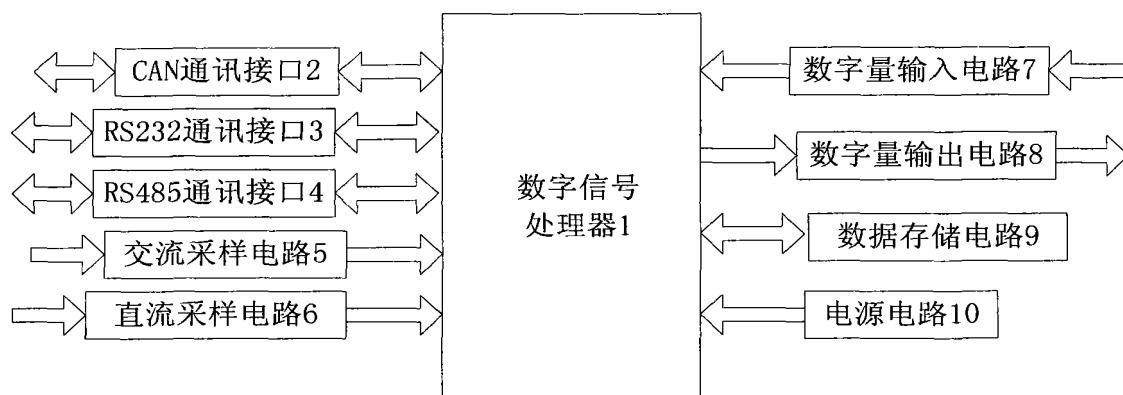 CAN通讯接口2
RS232通讯接口3
RS485通讯接口4
交流采样电路5
直流采样电路6
数字信号
处理器1
数字量输入电路7
数字量输出电路8
数据存储电路9
电源电路10